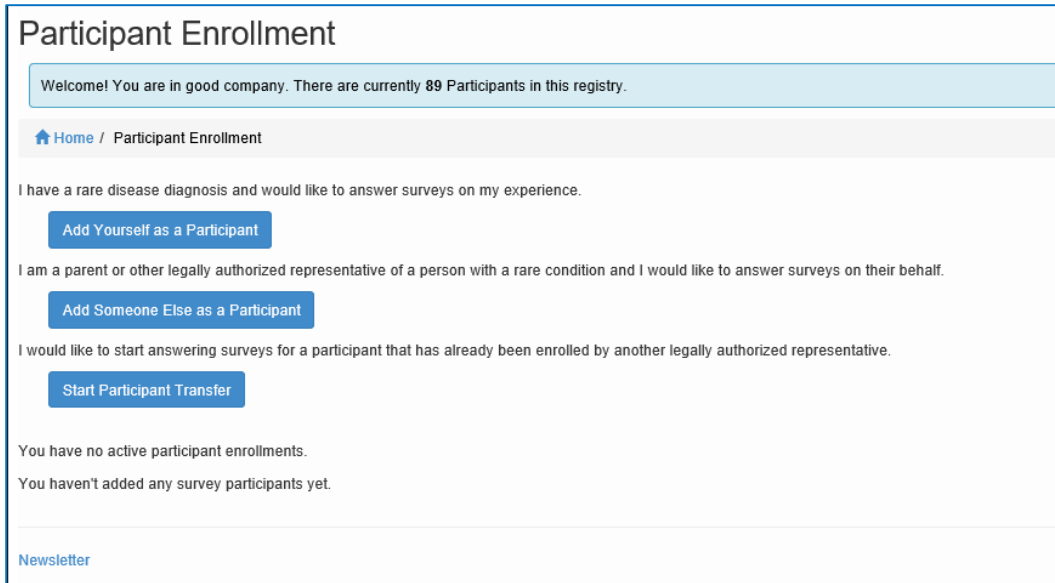 Participant Enrollment
Welcome! You are in good company. There are currently 89 Participants in this registry.
Home / Participant Enrollment
I have a rare disease diagnosis and would like to answer surveys on my experience.
Add Yourself as a Participant
I am a parent or other legally authorized representative of a person with a rare condition and I would like to answer surveys on their behalf.
Add Someone Else as a Participant
I would like to start answering surveys for a participant that has already been enrolled by another legally authorized representative.
Start Participant Transfer
You have no active participant enrollments.
You haven't added any survey participants yet.
Newsletter